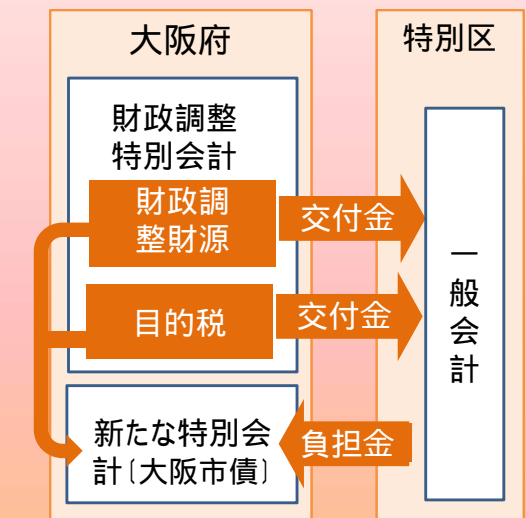 大阪府
特別区
財政調整
特別会計
財政調
整財源
交付金
目的税
交付金
一般会計
新たな特別会
計〔大阪市債〕
負担金